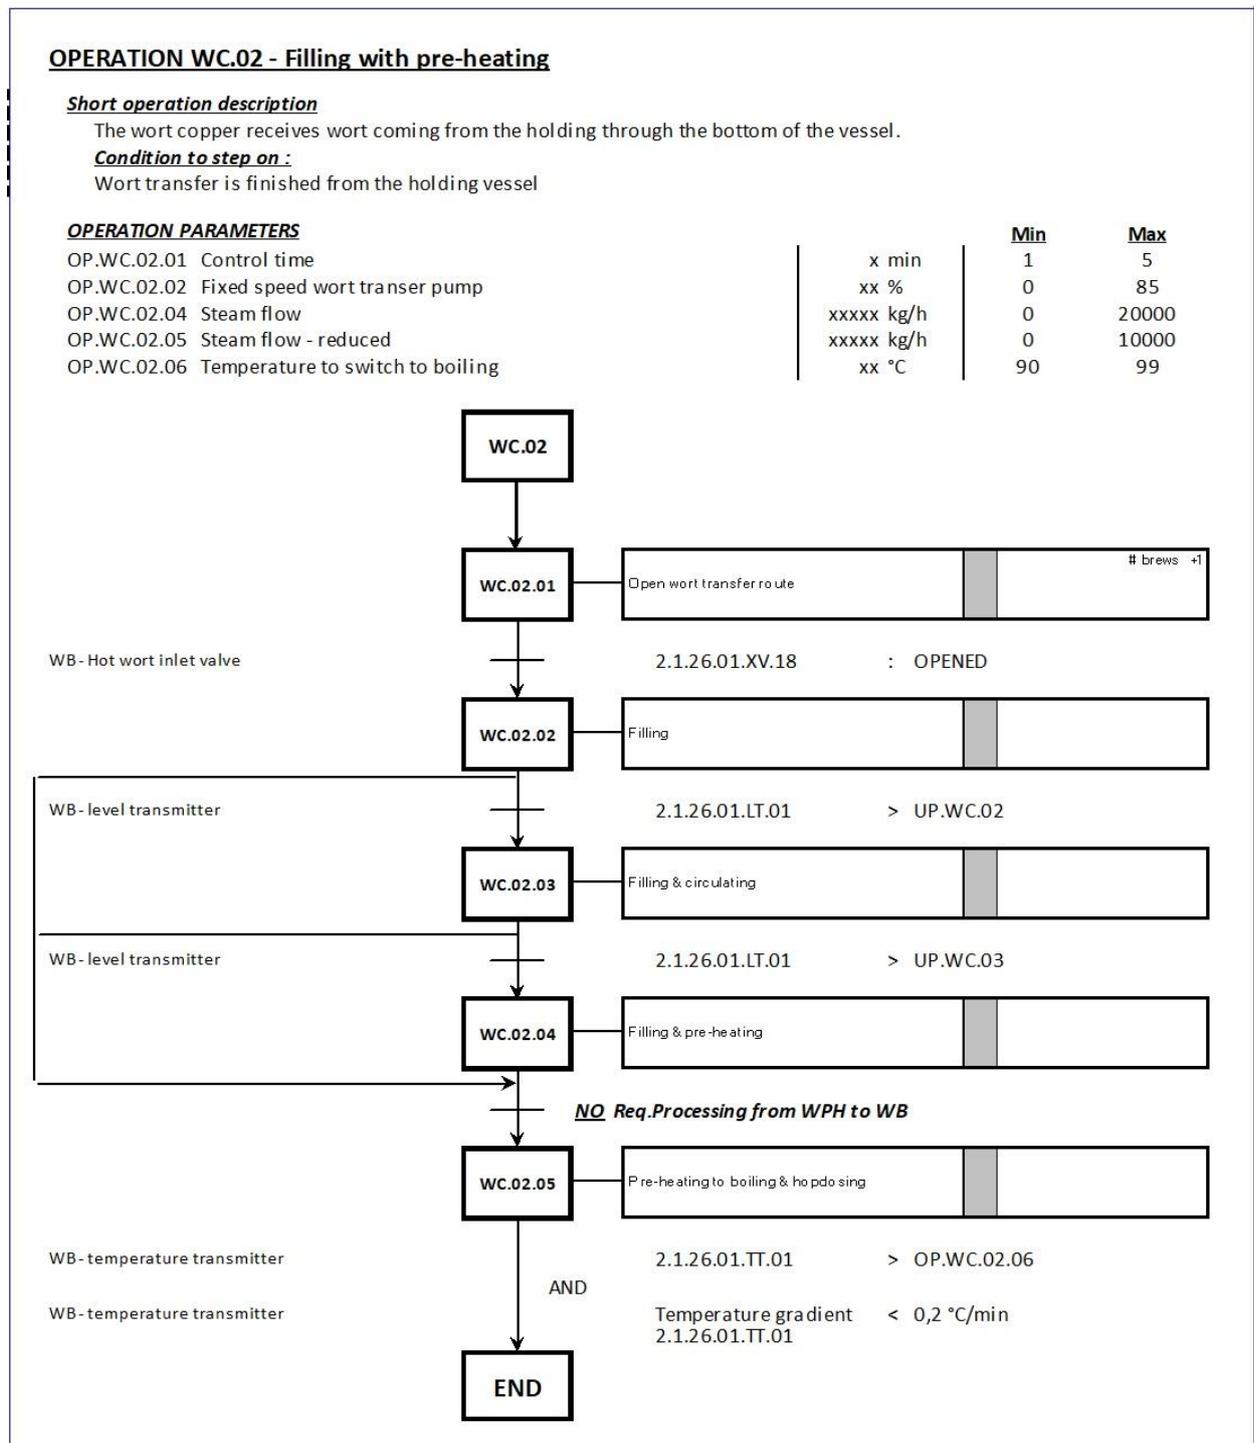 OPERATION WC.02 - Filling with pre-heating
Short operation description
The wort copper receives wort coming from the holding through the bottom of the vessel.
Condition to step on :
Wort transfer is finished from the holding vessel
OPERATION PARAMETERS Min Max
OP.WC.02.01 Control time x min 1 5
OP.WC.02.02 Fixed speed wort transer pump xx % 0 85
OP.WC.02.04 Steam flow xxxxx kg/h 0 20000
OP.WC.02.05 Steam flow - reduced xxxxx kg/h 0 10000
OP.WC.02.06 Temperature to switch to boiling xx °C 90 99
WC.02
# brews +1
WC.02.01 Open wort transfer route
WB- Hot wort inlet valve 2.1.26.01.XV.18 : OPENED
WC.02.02 Filling
WB- level transmitter 2.1.26.01.LT.01 > UP.WC.02
WC.02.03 Filling & circulating
WB- level transmitter 2.1.26.01.LT.01 > UP.WC.03
WC.02.04 Filling & pre-heating
NO Req.Processing from WPH to WB
WC.02.05 Pre-heating to boiling & hopdosing
WB- temperature transmitter 2.1.26.01.TT.01 > OP.WC.02.06
AND
WB- temperature transmitter Temperature gradient < 0,2 °C/min
2.1.26.01.TT.01
END